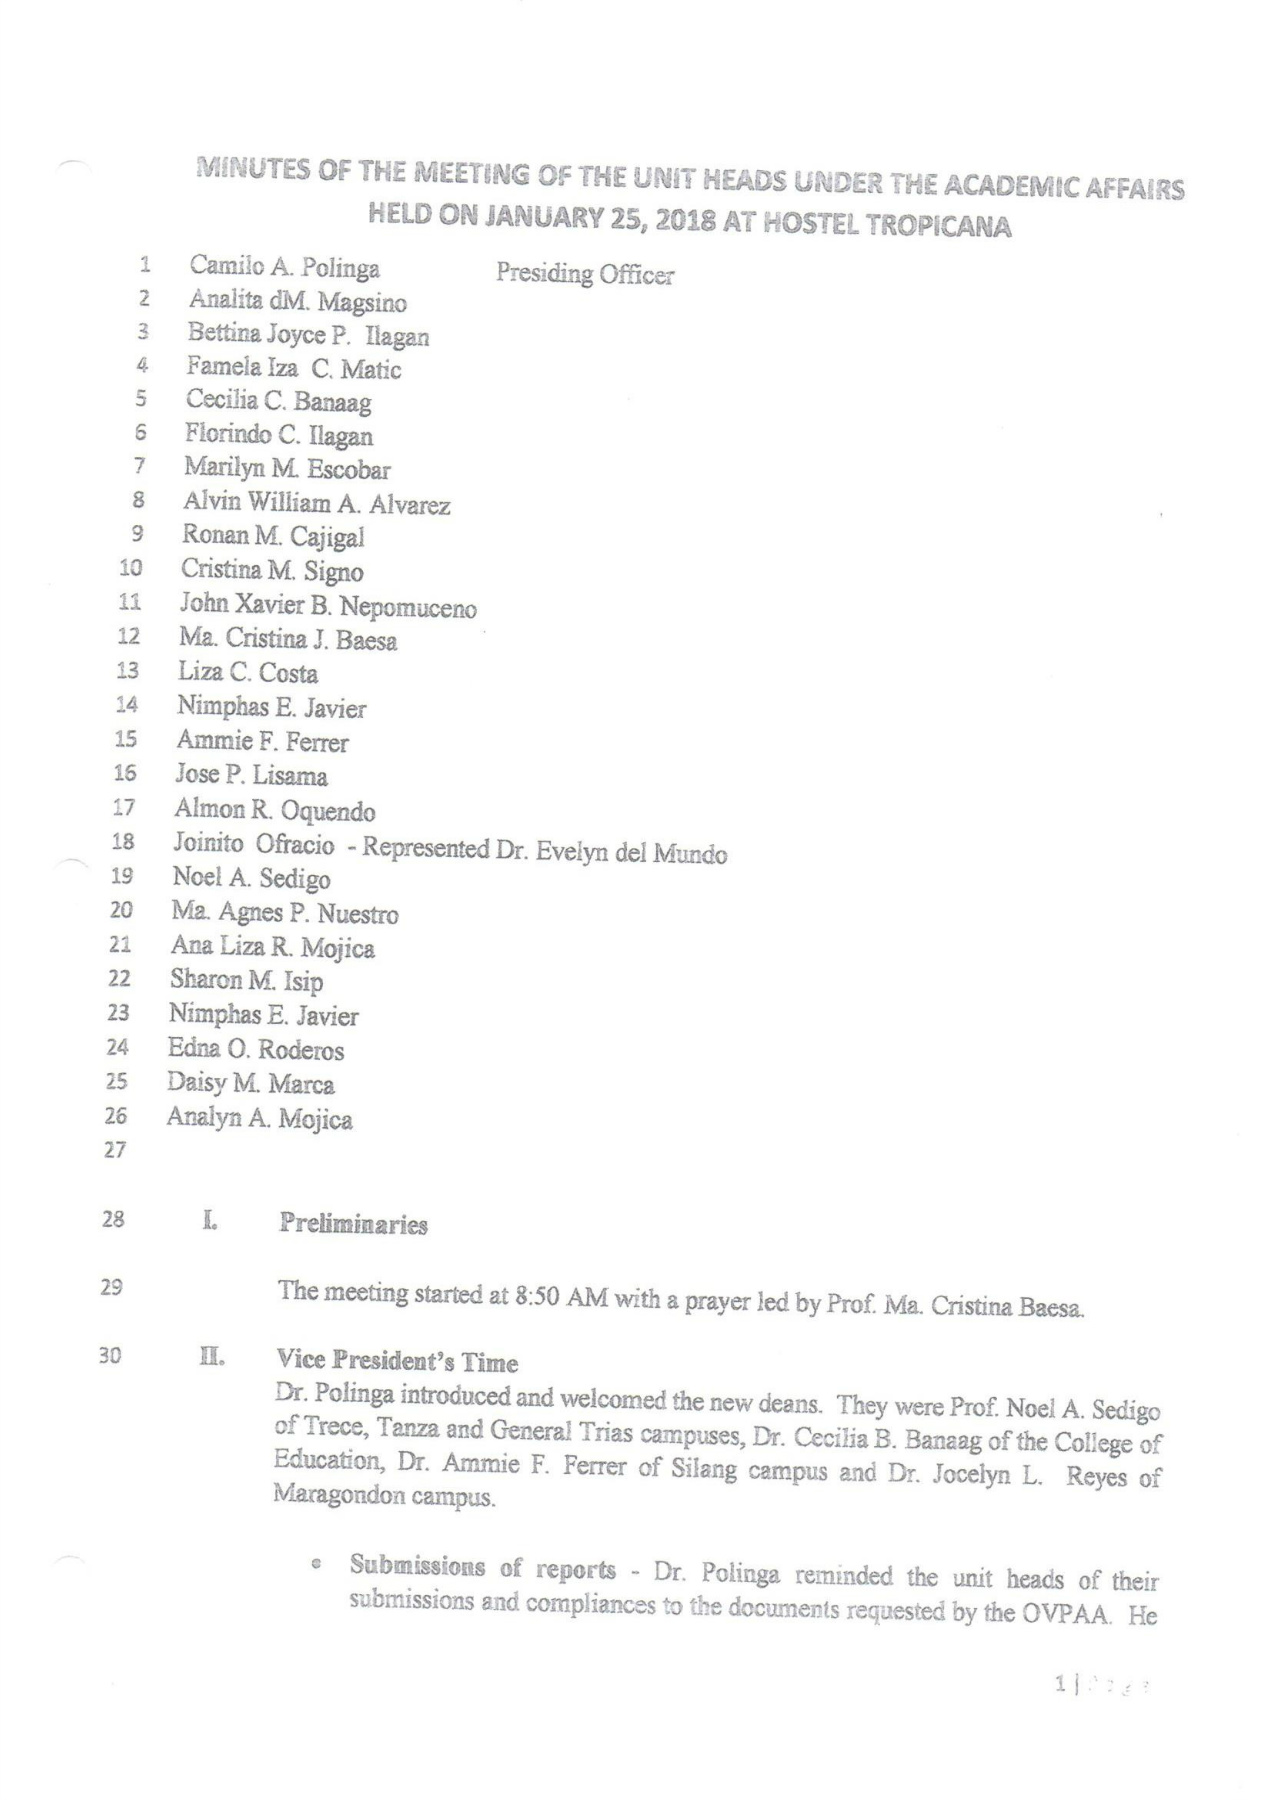 MINUTES OF THE MEETING OF THE UNIT HEADS UNDER THE ACADEMIC AFFAIRS
HELD ON JANUARY 25, 2018 AT HOSTEL TROPICANA
1 Camilo A. Polinga Presiding Officer
2 Analita dM. Magsino
3 Bettina Joyce P. Ilagan
4 Famela Iza C. Matic
5 Cecilia C. Banaag
6 Florindo C. Ilagan
7 Marilyn M. Escobar
8 Alvin William A. Alvarez
9 Ronan M. Cajigal
10 Cristina M. Signo
11 John Xavier B. Nepomuceno
12 Ma. Cristina J. Baesa
13 Liza C. Costa
14 Nimphas E. Javier
15 Ammie F. Ferrer
16 Jose P. Lisama
17 Almon R. Oquendo
18 Joinito Ofracio - Represented Dr. Evelyn del Mundo
19 Noel A. Sedigo
20 Ma. Agnes P. Nuestro
21 Ana Liza R. Mojica
22 Sharon M. Isip
23 Nimphas E. Javier
24 Edna O. Roderos
25 Daisy M. Marca
26 Analyn A. Mojica
27
28 I. Preliminaries
29 The meeting started at 8:50 AM with a prayer led by Prof. Ma. Cristina Baesa.
30 II. Vice President's Time
Dr. Polinga introduced and welcomed the new deans. They were Prof. Noel A. Sedigo
of Trece, Tanza and General Trias campuses, Dr. Cecilia B. Banaag of the College of
Education, Dr. Ammie F. Ferrer of Silang campus and Dr. Jocelyn L. Reyes of
Maragondon campus.
• Submissions of reports - Dr. Polinga reminded the unit heads of their
submissions and compliances to the documents requested by the OVPAA. He
1 | Page